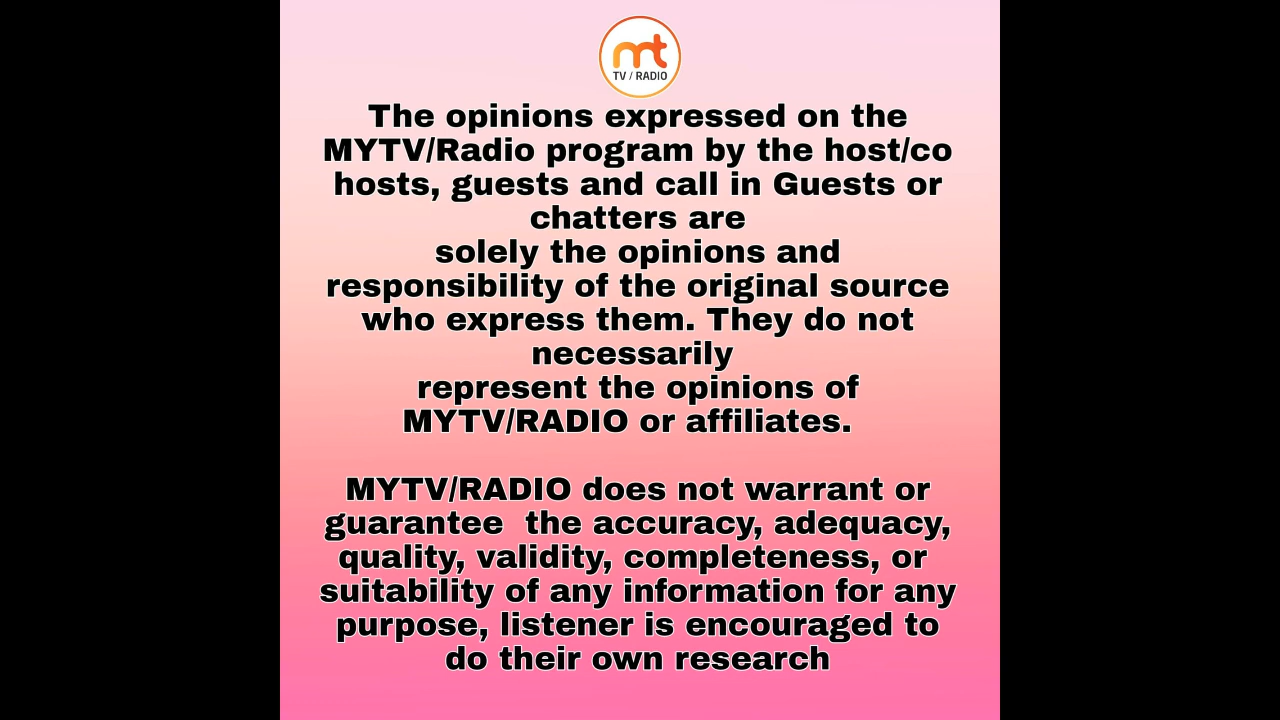 mt
TV / RADIO
The opinions expressed on the
MYTV/Radio program by the host/co
hosts, guests and call in Guests or
chatters are
solely the opinions and
responsibility of the original source
who express them. They do not
necessarily
represent the opinions of
MYTV/RADIO or affiliates.
MYTV/RADIO does not warrant or
guarantee  the accuracy, adequacy,
quality, validity, completeness, or
suitability of any information for any
purpose, listener is encouraged to
do their own research